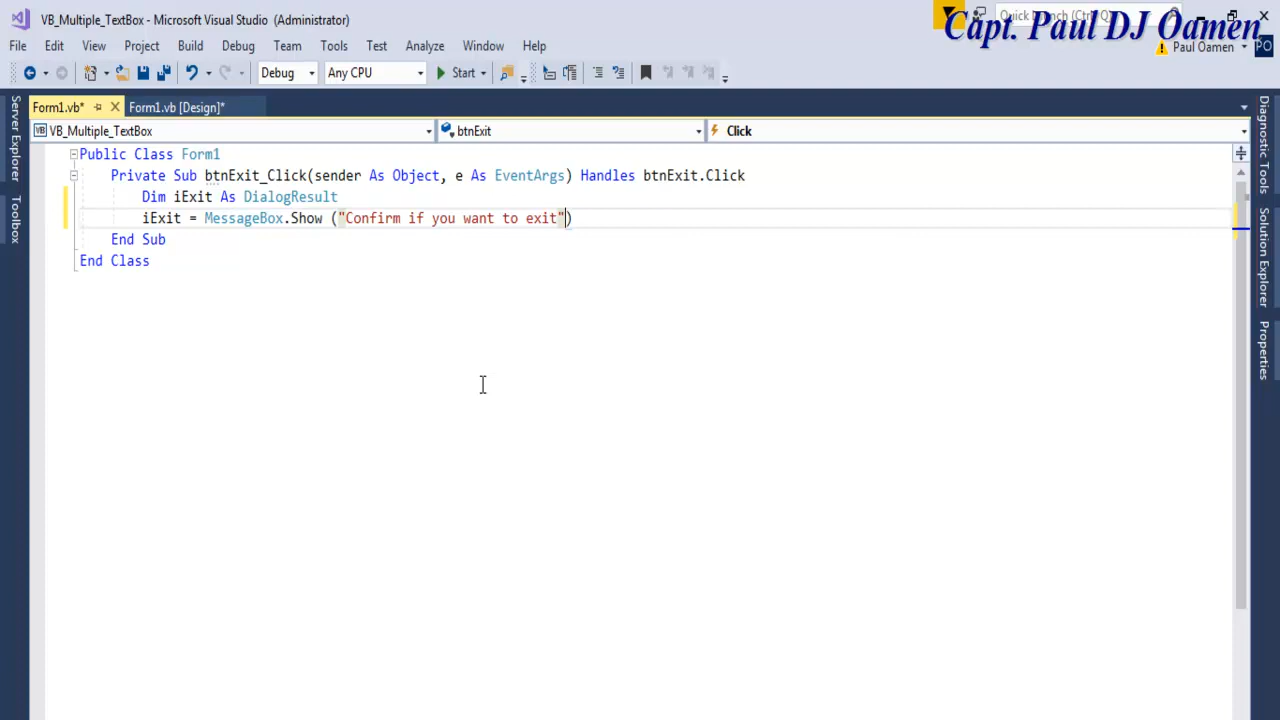 VB_Multiple_TextBox - Microsoft Visual Studio (Administrator)
Quick Launch (Ctrl+Q)
Capt. Paul DJ Oamen
File Edit View Project Build Debug Team Tools Test Analyze Window Help
Paul Oamen PO
Debug Any CPU Start
Form1.vb* Form1.vb [Design]*
VB_Multiple_TextBox btnExit Click
Public Class Form1
Private Sub btnExit_Click(sender As Object, e As EventArgs) Handles btnExit.Click
Dim iExit As DialogResult
iExit = MessageBox.Show ("Confirm if you want to exit")
End Sub
End Class
Server Explorer
Toolbox
Diagnostic Tools
Solution Explorer
Properties